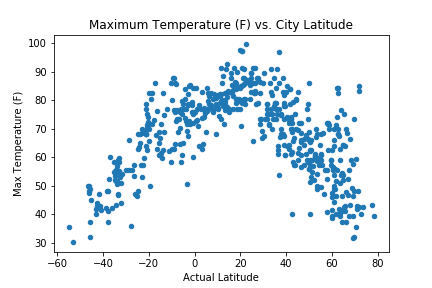 Maximum Temperature (F) vs. City Latitude
100
90
80
70
60
50
40
30
Max Temperature (F)
−60 −40 −20 0 20 40 60 80
Actual Latitude